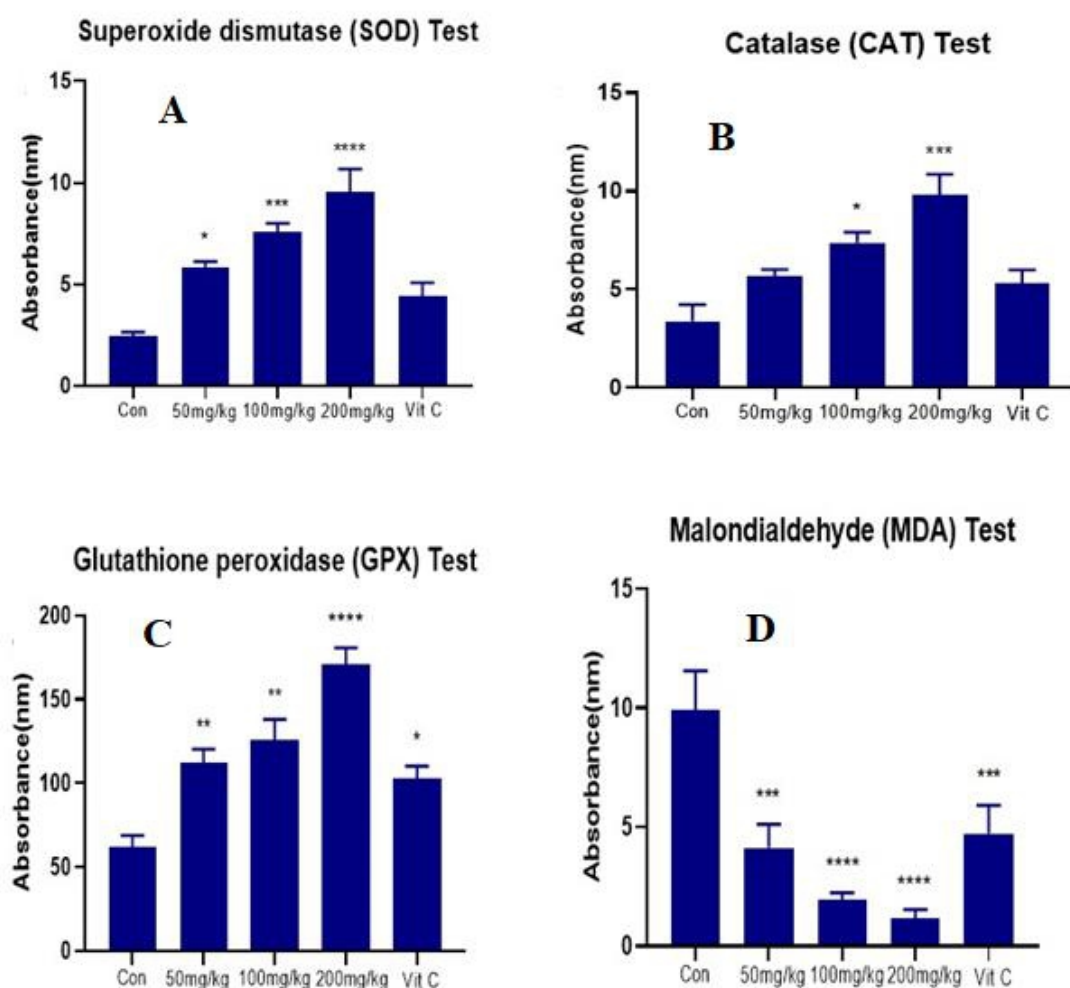 Superoxide dismutase (SOD) Test
A
Absorbance(nm)
15
10
5
0
*
***
****
Con 50mg/kg 100mg/kg 200mg/kg Vit C
Catalase (CAT) Test
B
Absorbance(nm)
15
10
5
0
*
***
Con 50mg/kg 100mg/kg 200mg/kg Vit C
Glutathione peroxidase (GPX) Test
C
Absorbance(nm)
200
150
100
50
0
**
**
****
*
Con 50mg/kg 100mg/kg 200mg/kg Vit C
Malondialdehyde (MDA) Test
D
Absorbance(nm)
15
10
5
0
***
****
****
***
Con 50mg/kg 100mg/kg 200mg/kg Vit C